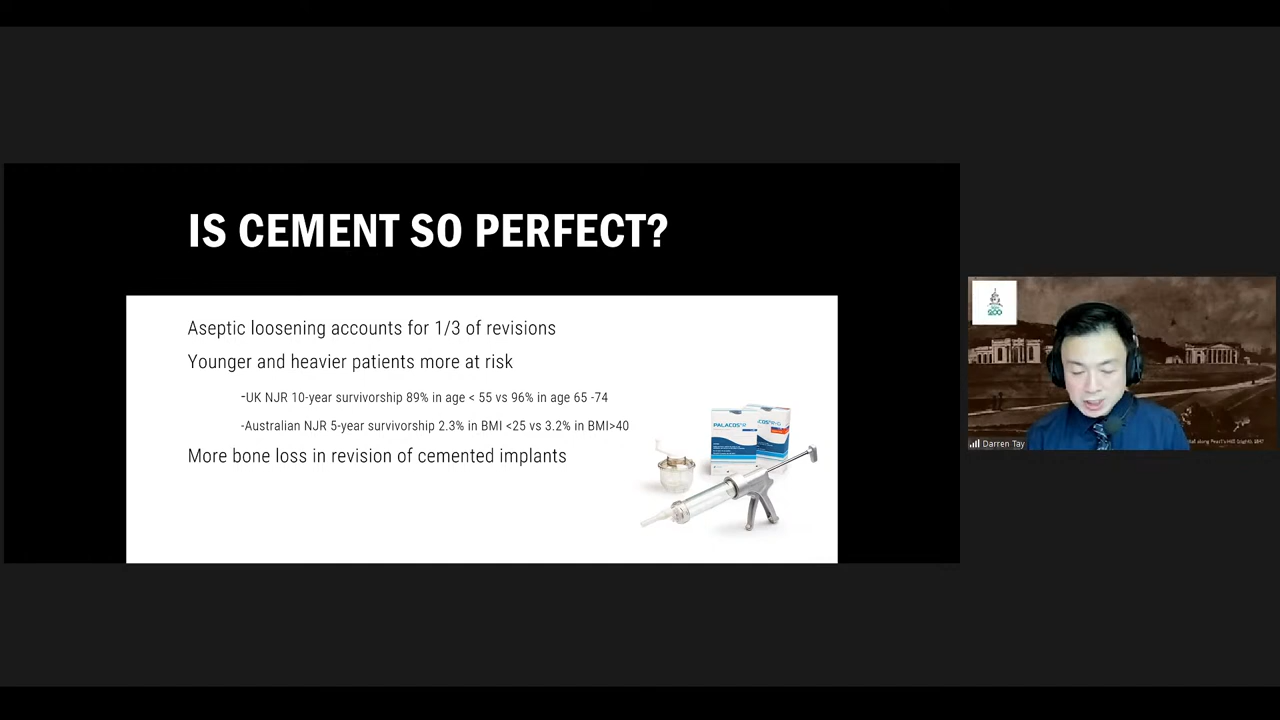 IS CEMENT SO PERFECT?
Aseptic loosening accounts for 1/3 of revisions
Younger and heavier patients more at risk
-UK NJR 10-year survivorship 89% in age < 55 vs 96% in age 65 -74
-Australian NJR 5-year survivorship 2.3% in BMI <25 vs 3.2% in BMI>40
More bone loss in revision of cemented implants
PALACOS®R
200
Darren Tay